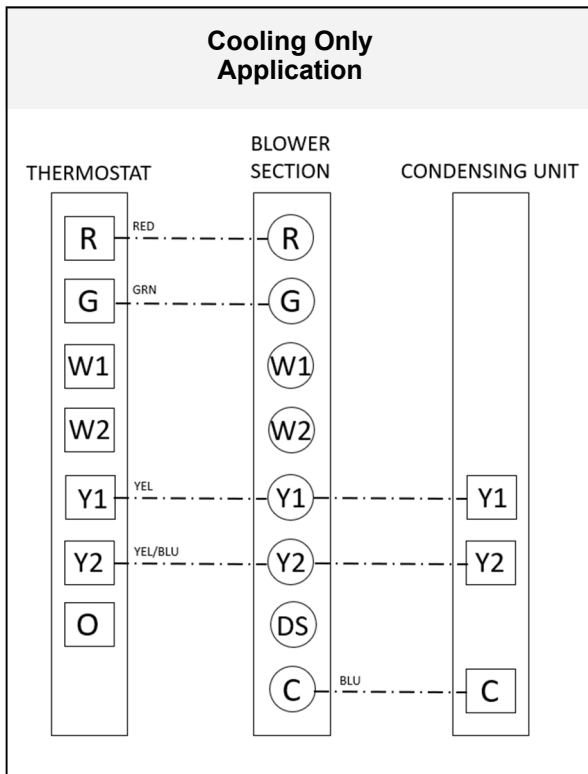 Cooling Only
Application
THERMOSTAT
BLOWER
SECTION
CONDENSING UNIT
R RED R
G GRN G
W1 W1
W2 W2
Y1 YEL Y1 Y1
Y2 YEL/BLU Y2 Y2
O DS
C BLU C